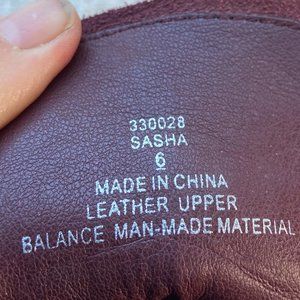 330028
SASHA
6
MADE IN CHINA
LEATHER UPPER
BALANCE MAN-MADE MATERIAL